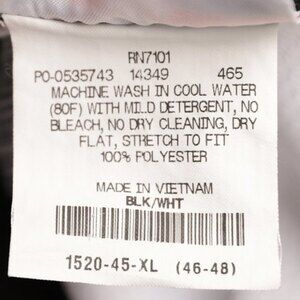 RN7101
PO-0535743 14349 465
MACHINE WASH IN COOL WATER
(80F) WITH MILD DETERGENT, NO
BLEACH, NO DRY CLEANING, DRY
FLAT, STRETCH TO FIT
100% POLYESTER
MADE IN VIETNAM
BLK/WHT
1520-45-XL (46-48)